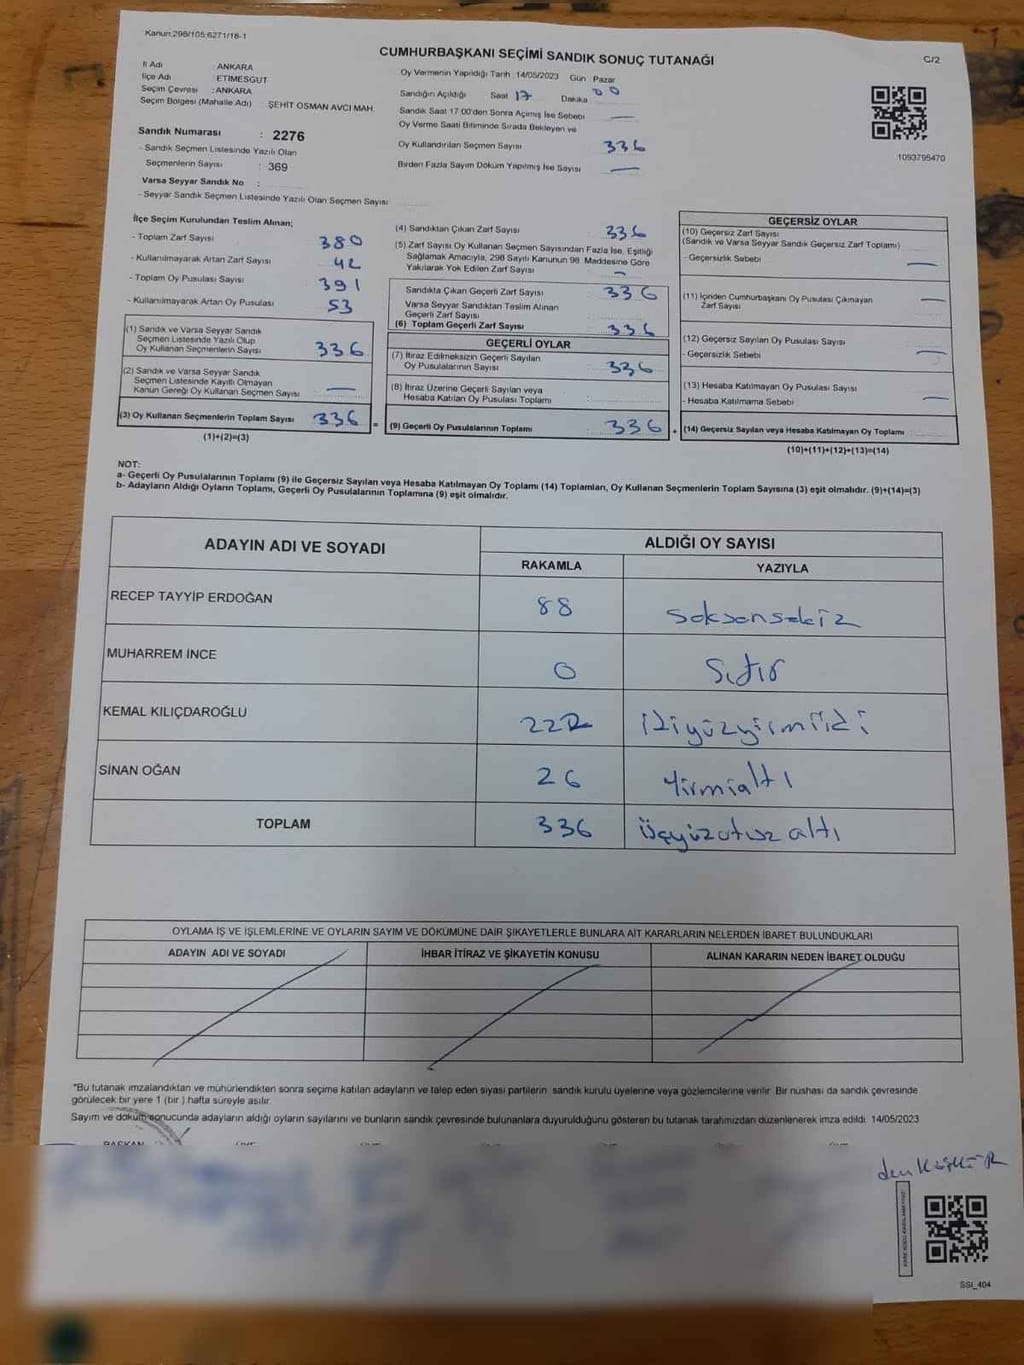 Kanun:298/105;6271/18-1
CUMHURBAŞKANI SEÇİMİ SANDIK SONUÇ TUTANAĞI
C/2
İl Adı : ANKARA
İlçe Adı : ETİMESGUT
Seçim Çevresi : ANKARA
Seçim Bölgesi (Mahalle Adı) : ŞEHİT OSMAN AVCI MAH.
Sandık Numarası : 2276
- Sandık Seçmen Listesinde Yazılı Olan
Seçmenlerin Sayısı : 369
Varsa Seyyar Sandık No :
- Seyyar Sandık Seçmen Listesinde Yazılı Olan Seçmen Sayısı
Oy Vermenin Yapıldığı Tarih 14/05/2023 Gün Pazar
Sandığın Açıldığı Saat 17 Dakika 00
Sandık Saat 17:00'den Sonra Açımış İse Sebebi —
Oy Verme Saati Bitiminde Sırada Bekleyen ve
Oy Kullandırılan Seçmen Sayısı 336
Birden Fazla Sayım Döküm Yapılmış İse Sayısı —
1093795470
İlçe Seçim Kurulundan Teslim Alınan;
- Toplam Zarf Sayısı 380
- Kullanılmayarak Artan Zarf Sayısı 42
- Toplam Oy Pusulası Sayısı 391
- Kullanılmayarak Artan Oy Pusulası 53
(1) Sandık ve Varsa Seyyar Sandık
Seçmen Listesinde Yazılı Olup
Oy Kullanan Seçmenlerin Sayısı 336
(2) Sandık ve Varsa Seyyar Sandık
Seçmen Listesinde Kayıtlı Olmayan
Kanun Gereği Oy Kullanan Seçmen Sayısı —
(3) Oy Kullanan Seçmenlerin Toplam Sayısı 336 =
(1)+(2)=(3)
(4) Sandıktan Çıkan Zarf Sayısı 336
(5) Zarf Sayısı Oy Kullanan Seçmen Sayısından Fazla İse, Eşitliği
Sağlamak Amacıyla, 298 Sayılı Kanunun 98. Maddesine Göre
Yakılarak Yok Edilen Zarf Sayısı —
Sandıkta Çıkan Geçerli Zarf Sayısı 336
Varsa Seyyar Sandıktan Teslim Alınan
Geçerli Zarf Sayısı
(6) Toplam Geçerli Zarf Sayısı 336
GEÇERLİ OYLAR
(7) İtiraz Edilmeksizin Geçerli Sayılan
Oy Pusulalarının Sayısı 336
(8) İtiraz Üzerine Geçerli Sayılan veya
Hesaba Katılan Oy Pusulası Toplamı
(9) Geçerli Oy Pusulalarının Toplamı 336 +
GEÇERSİZ OYLAR
(10) Geçersiz Zarf Sayısı
(Sandık ve Varsa Seyyar Sandık Geçersiz Zarf Toplamı)
- Geçersizlik Sebebi —
(11) İçinden Cumhurbaşkanı Oy Pusulası Çıkmayan —
Zarf Sayısı
(12) Geçersiz Sayılan Oy Pusulası Sayısı
- Geçersizlik Sebebi —
(13) Hesaba Katılmayan Oy Pusulası Sayısı
- Hesaba Katılmama Sebebi —
(14) Geçersiz Sayılan veya Hesaba Katılmayan Oy Toplamı
(10)+(11)+(12)+(13)=(14)
NOT:
a- Geçerli Oy Pusulalarının Toplamı (9) ile Geçersiz Sayılan veya Hesaba Katılmayan Oy Toplamı (14) Toplamları, Oy Kullanan Seçmenlerin Toplam Sayısına (3) eşit olmalıdır. (9)+(14)=(3)
b- Adayların Aldığı Oyların Toplamı, Geçerli Oy Pusulalarının Toplamına (9) eşit olmalıdır.
ADAYIN ADI VE SOYADI ALDIĞI OY SAYISI
RAKAMLA YAZIYLA
RECEP TAYYİP ERDOĞAN 88 seksensekiz
MUHARREM İNCE 0 Sıfır
KEMAL KILIÇDAROĞLU 222 ikiyüzyirmiiki
SİNAN OĞAN 26 Yirmialtı
TOPLAM 336 üçyüzotuz altı
OYLAMA İŞ VE İŞLEMLERİNE VE OYLARIN SAYIM VE DÖKÜMÜNE DAİR ŞİKAYETLERLE BUNLARA AİT KARARLARIN NELERDEN İBARET BULUNDUKLARI
ADAYIN ADI VE SOYADI İHBAR İTİRAZ VE ŞİKAYETİN KONUSU ALINAN KARARIN NEDEN İBARET OLDUĞU
"Bu tutanak imzalandıktan ve mühürlendikten sonra seçime katılan adayların ve talep eden siyasi partilerin sandık kurulu üyelerine veya gözlemcilerine verilir. Bir nüshası da sandık çevresinde
görülecek bir yere 1 (bir ) hafta süreyle asılır.
Sayım ve döküm sonucunda adayların aldığı oyların sayılarını ve bunların sandık çevresinde bulunanlara duyurulduğunu gösteren bu tutanak tarafımızdan düzenlenerek imza edildi. 14/05/2023
BAŞKAN
SSI_404